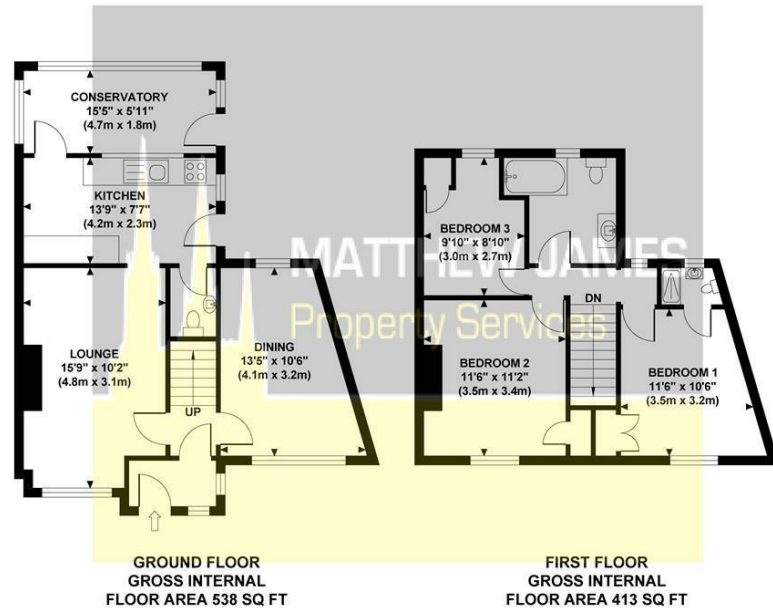 CONSERVATORY
15'5" x 5'11"
(4.7m x 1.8m)
KITCHEN
13'9" x 7'7"
(4.2m x 2.3m)
LOUNGE
15'9" x 10'2"
(4.8m x 3.1m)
UP
DINING
13'5" x 10'6"
(4.1m x 3.2m)
BEDROOM 3
9'10" x 8'10"
(3.0m x 2.7m)
MATTHEW JAMES
Property Services
DN
BEDROOM 2
11'6" x 11'2"
(3.5m x 3.4m)
BEDROOM 1
11'6" x 10'6"
(3.5m x 3.2m)
GROUND FLOOR
GROSS INTERNAL
FLOOR AREA 538 SQ FT
FIRST FLOOR
GROSS INTERNAL
FLOOR AREA 413 SQ FT